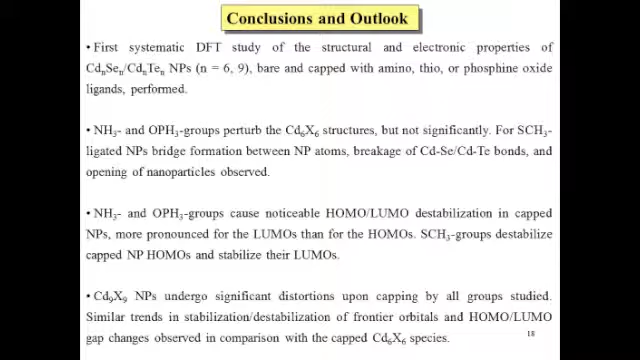 Conclusions and Outlook
• First systematic DFT study of the structural and electronic properties of
CdₙSeₙ/CdₙTeₙ NPs (n = 6, 9), bare and capped with amino, thio, or phosphine oxide
ligands, performed.
• NH₃- and OPH₃-groups perturb the Cd₆X₆ structures, but not significantly. For SCH₃-
ligated NPs bridge formation between NP atoms, breakage of Cd-Se/Cd-Te bonds, and
opening of nanoparticles observed.
• NH₃- and OPH₃-groups cause noticeable HOMO/LUMO destabilization in capped
NPs, more pronounced for the LUMOs than for the HOMOs. SCH₃-groups destabilize
capped NP HOMOs and stabilize their LUMOs.
• Cd₉X₉ NPs undergo significant distortions upon capping by all groups studied.
Similar trends in stabilization/destabilization of frontier orbitals and HOMO/LUMO
gap changes observed in comparison with the capped Cd₆X₆ species.
18